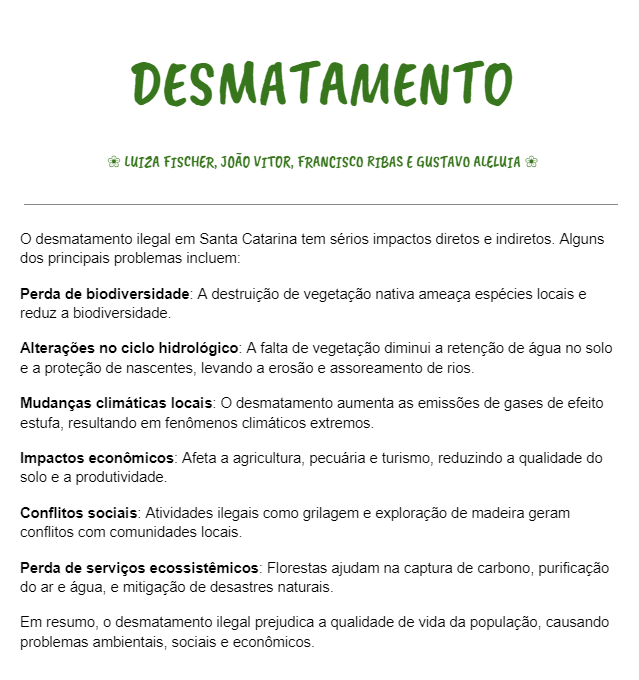 DESMATAMENTO
❀ LUIZA FISCHER, JOÃO VITOR, FRANCISCO RIBAS E GUSTAVO ALELUIA ❀
O desmatamento ilegal em Santa Catarina tem sérios impactos diretos e indiretos. Alguns
dos principais problemas incluem:
Perda de biodiversidade: A destruição de vegetação nativa ameaça espécies locais e
reduz a biodiversidade.
Alterações no ciclo hidrológico: A falta de vegetação diminui a retenção de água no solo
e a proteção de nascentes, levando a erosão e assoreamento de rios.
Mudanças climáticas locais: O desmatamento aumenta as emissões de gases de efeito
estufa, resultando em fenômenos climáticos extremos.
Impactos econômicos: Afeta a agricultura, pecuária e turismo, reduzindo a qualidade do
solo e a produtividade.
Conflitos sociais: Atividades ilegais como grilagem e exploração de madeira geram
conflitos com comunidades locais.
Perda de serviços ecossistêmicos: Florestas ajudam na captura de carbono, purificação
do ar e água, e mitigação de desastres naturais.
Em resumo, o desmatamento ilegal prejudica a qualidade de vida da população, causando
problemas ambientais, sociais e econômicos.